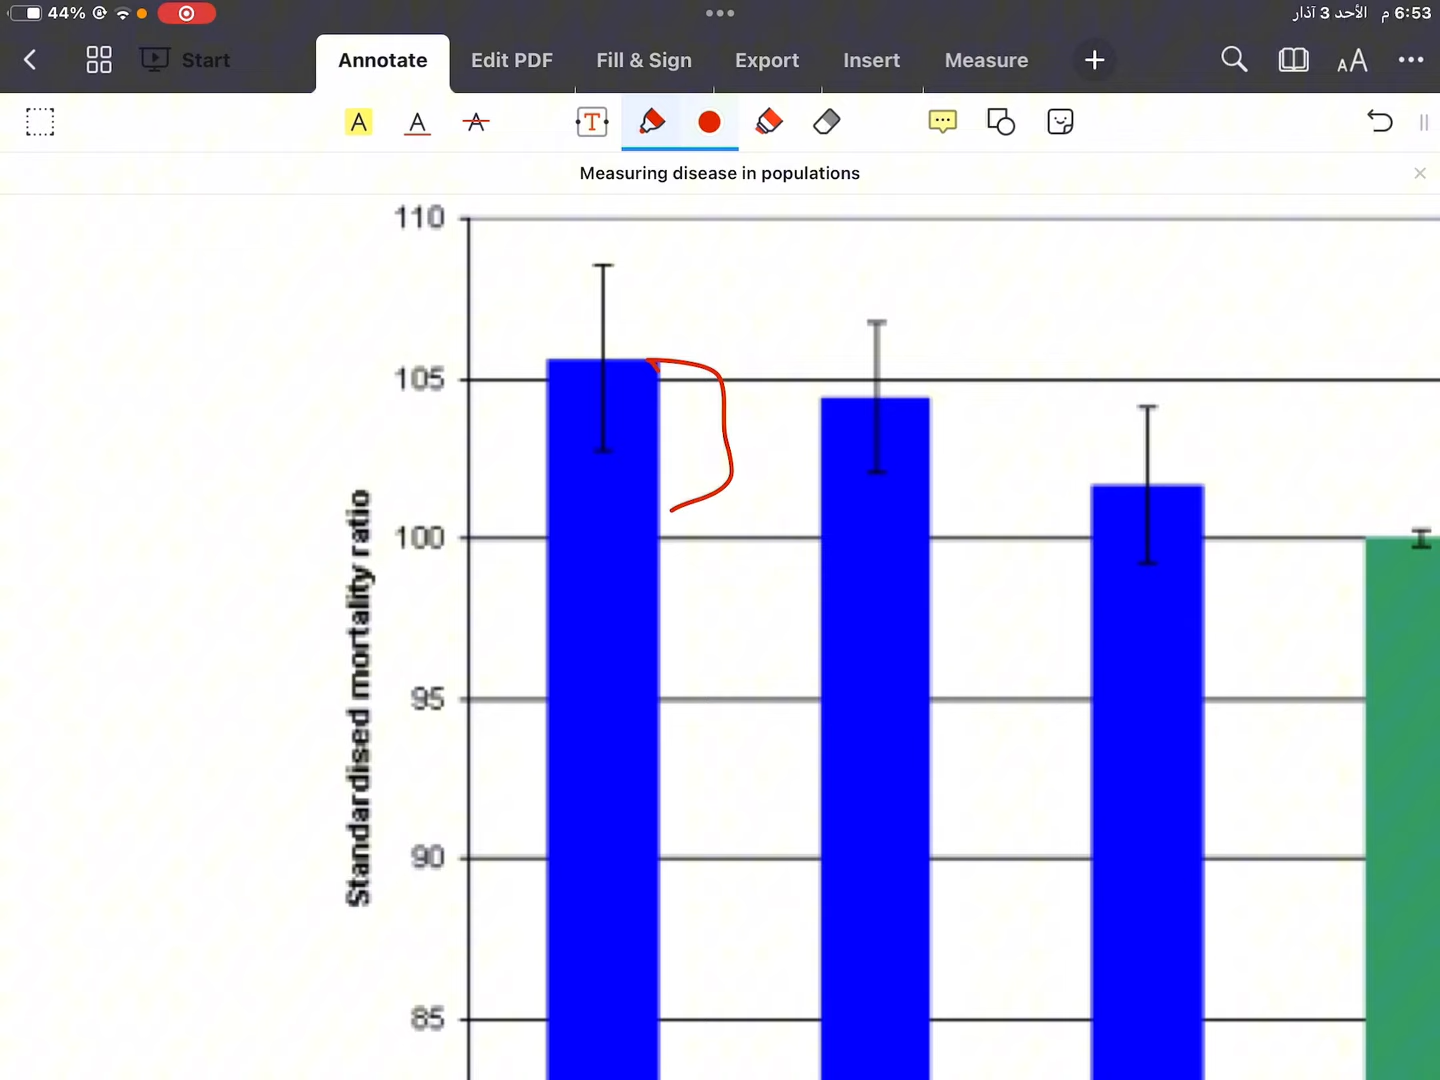 44%
الأحد 3 آذار 6:53 م
Start
Annotate
Edit PDF
Fill & Sign
Export
Insert
Measure
Measuring disease in populations
110
105
100
95
90
85
Standardised mortality ratio